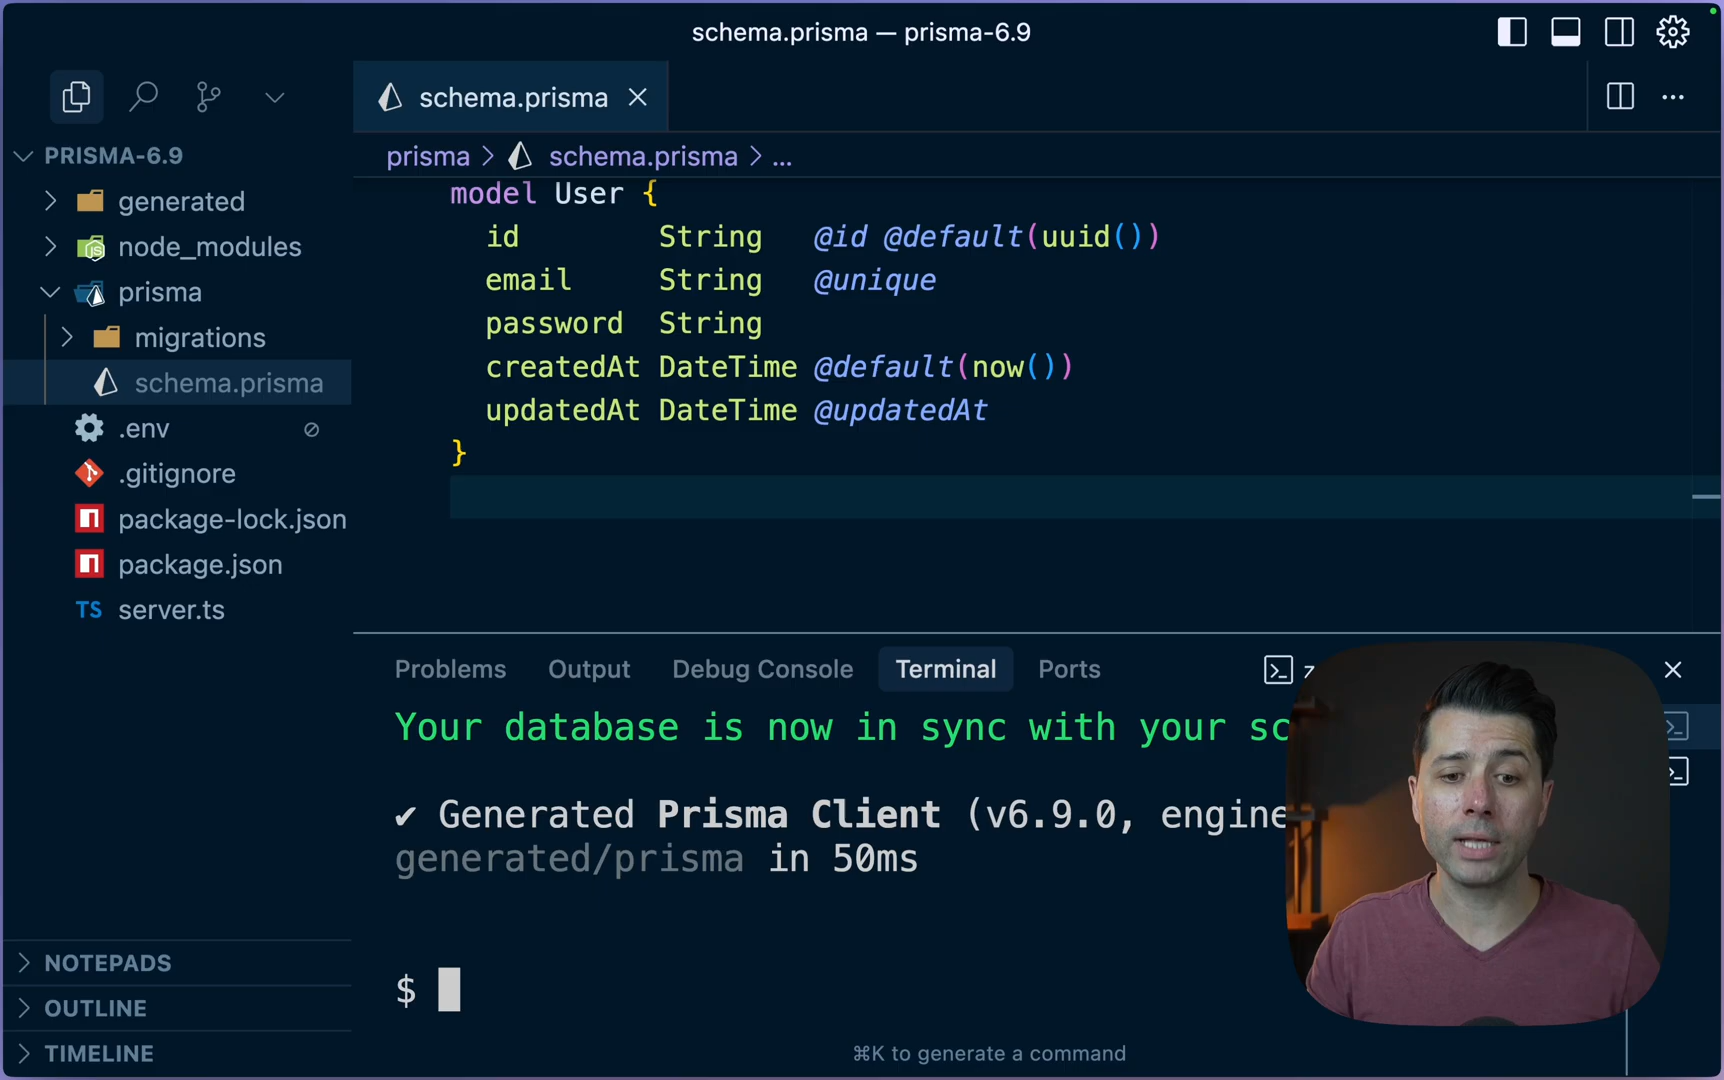 schema.prisma — prisma-6.9
schema.prisma
prisma > schema.prisma > ...
PRISMA-6.9
generated
node_modules
prisma
migrations
schema.prisma
.env
.gitignore
package-lock.json
package.json
TS server.ts
NOTEPADS
OUTLINE
TIMELINE
model User {
id String @id @default(uuid())
email String @unique
password String
createdAt DateTime @default(now())
updatedAt DateTime @updatedAt
}
Problems Output Debug Console Terminal Ports
Your database is now in sync with your
✔ Generated Prisma Client (v6.9.0, engine
generated/prisma in 50ms
$
⌘K to generate a command